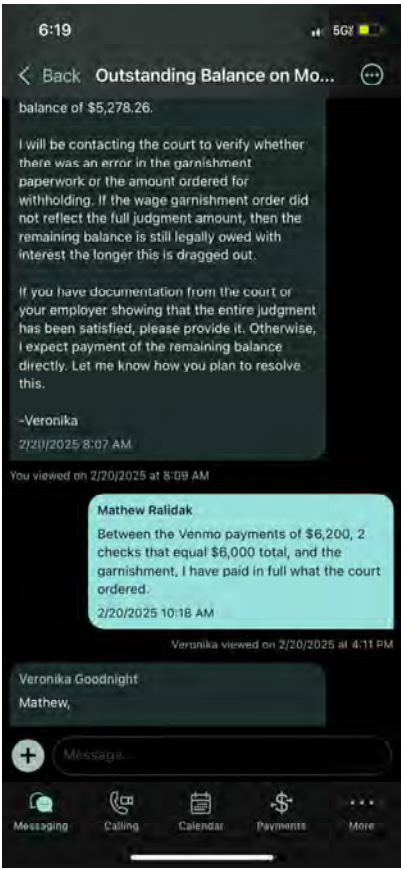 6:19
5G
Back Outstanding Balance on Mo...
balance of $5,278.26.
I will be contacting the court to verify whether
there was an error in the garnishment
paperwork or the amount ordered for
withholding. If the wage garnishment order did
not reflect the full judgment amount, then the
remaining balance is still legally owed with
interest the longer this is dragged out.
If you have documentation from the court or
your employer showing that the entire judgment
has been satisfied, please provide it. Otherwise,
I expect payment of the remaining balance
directly. Let me know how you plan to resolve
this.
-Veronika
2/20/2025 8:07 AM
You viewed on 2/20/2025 at 8:09 AM
Mathew Ralidak
Between the Venmo payments of $6,200, 2
checks that equal $6,000 total, and the
garnishment, I have paid in full what the court
ordered.
2/20/2025 10:18 AM
Veronika viewed on 2/20/2025 at 4:11 PM
Veronika Goodnight
Mathew,
Message...
Messaging Calling Calendar Payments More